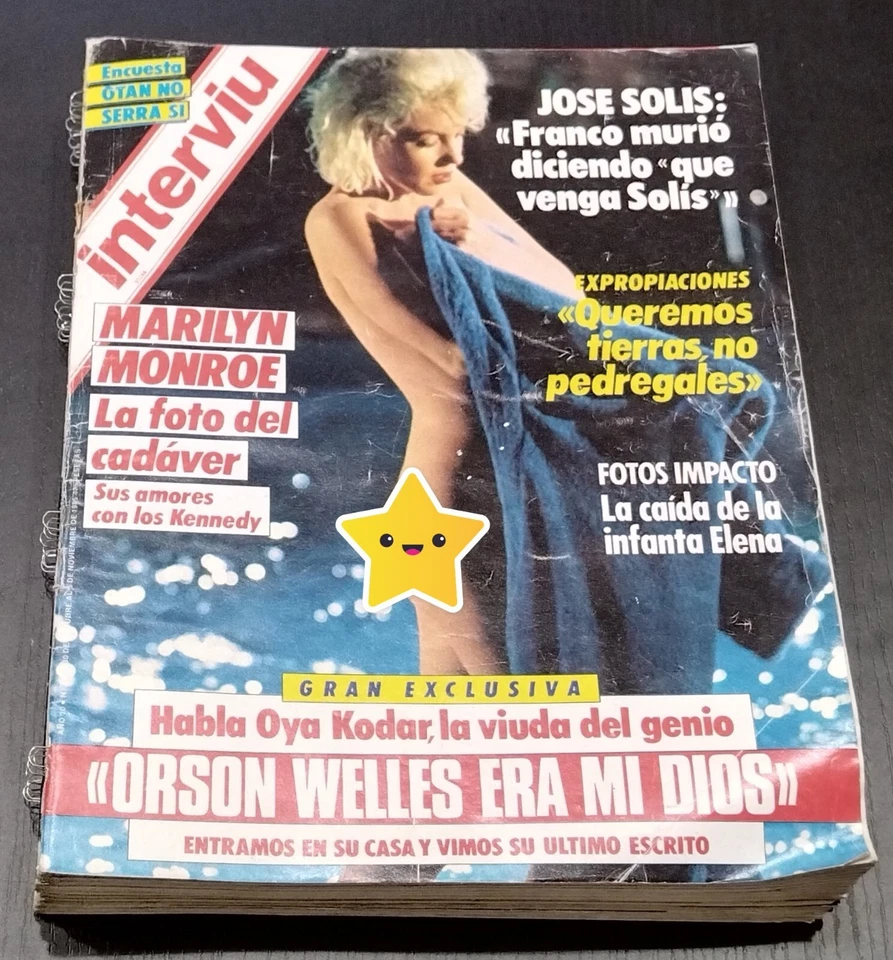 Encuesta
OTAN NO
SERRA SI
interviu
JOSE SOLIS:
«Franco murió
diciendo «que
venga Solís»»
EXPROPIACIONES
«Queremos
tierras, no
pedregales»
MARILYN
MONROE
La foto del
cadáver
Sus amores
con los Kennedy
FOTOS IMPACTO
La caída de la
infanta Elena
GRAN EXCLUSIVA
Habla Oya Kodar, la viuda del genio
«ORSON WELLES ERA MI DIOS»
ENTRAMOS EN SU CASA Y VIMOS SU ULTIMO ESCRITO